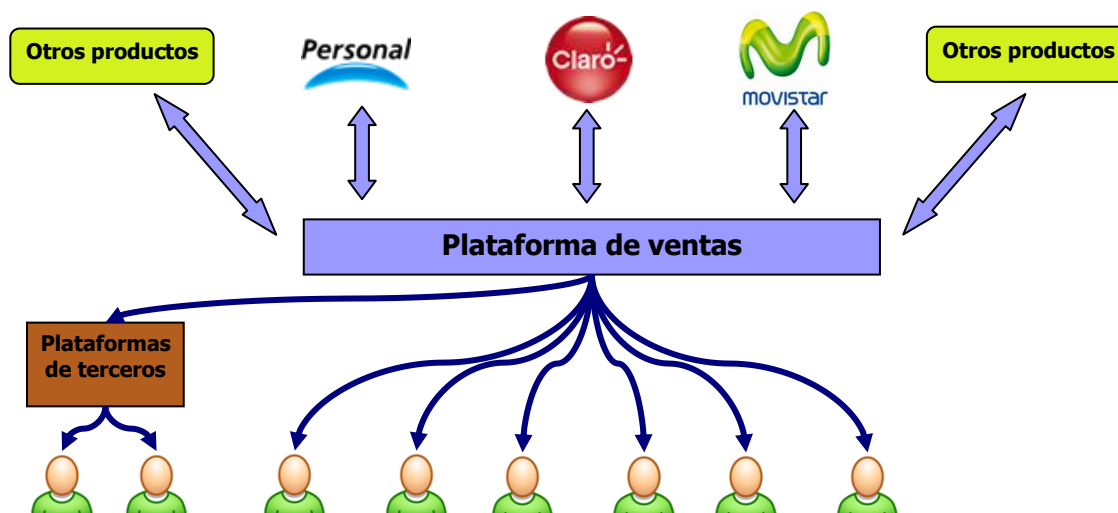 Otros productos
Personal
Claro-
movistar
Otros productos
Plataforma de ventas
Plataformas
de terceros